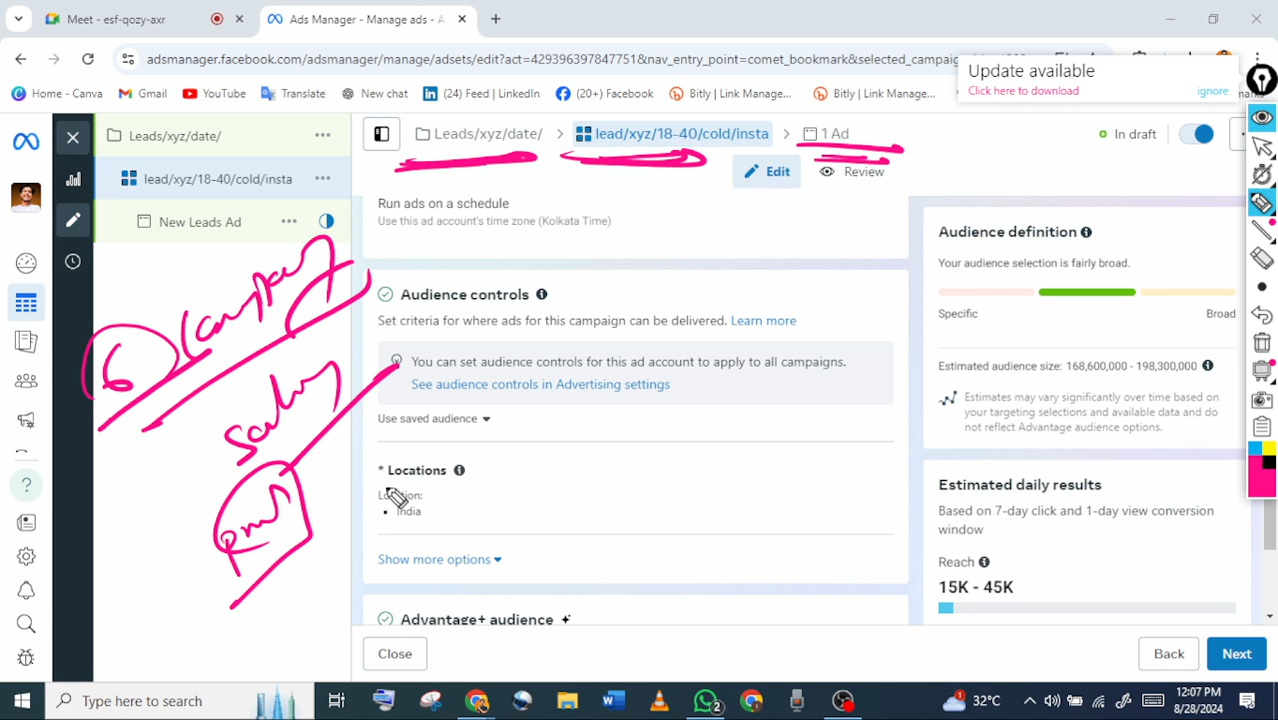 Meet - esf-qozy-axr
Ads Manager - Manage ads - A
adsmanager.facebook.com/adsmanager/manage/adsets/edit?act=429396397847751&nav_entry_point=comet_bookmark&selected_campaig
Update available
Click here to download
ignore
Home - Canva
Gmail
YouTube
Translate
New chat
(24) Feed | LinkedIn
(20+) Facebook
Bitly | Link Manage...
Bitly | Link Manage...
Leads/xyz/date/
lead/xyz/18-40/cold/insta
New Leads Ad
Leads/xyz/date/
lead/xyz/18-40/cold/insta
1 Ad
In draft
Edit
Review
Run ads on a schedule
Use this ad account's time zone (Kolkata Time)
Audience controls
Set criteria for where ads for this campaign can be delivered. Learn more
You can set audience controls for this ad account to apply to all campaigns.
See audience controls in Advertising settings
Use saved audience
* Locations
Location:
India
Show more options
Advantage+ audience
Close
Back
Next
Audience definition
Your audience selection is fairly broad.
Specific
Broad
Estimated audience size: 168,600,000 - 198,300,000
Estimates may vary significantly over time based on
your targeting selections and available data and do
not reflect Advantage audience options.
Estimated daily results
Based on 7-day click and 1-day view conversion
window
Reach
15K - 45K
6
Type here to search
2
1
32°C
12:07 PM
8/28/2024